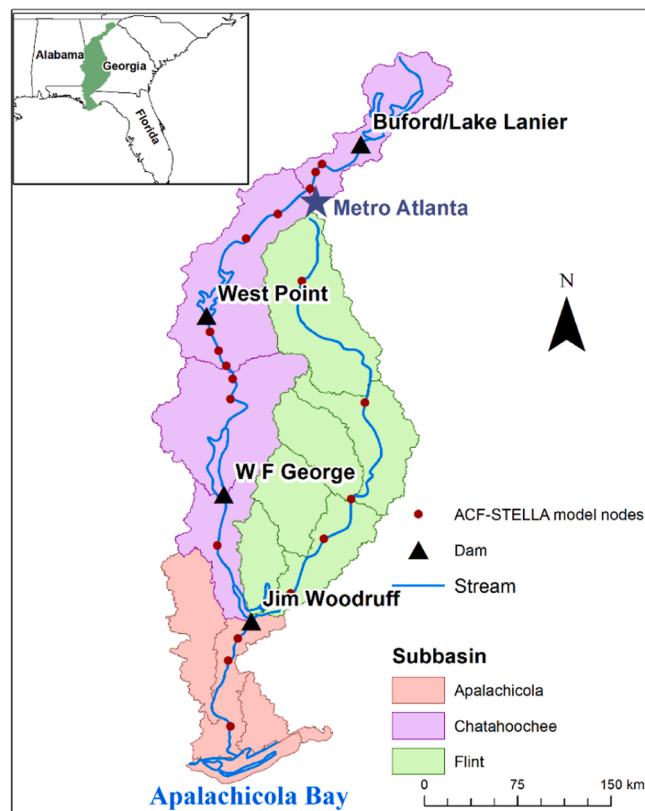 Alabama
Georgia
Florida
Buford/Lake Lanier
Metro Atlanta
N
West Point
W F George
ACF-STELLA model nodes
Dam
Stream
Jim Woodruff
Subbasin
Apalachicola
Chatahoochee
Flint
Apalachicola Bay
0 75 150 km